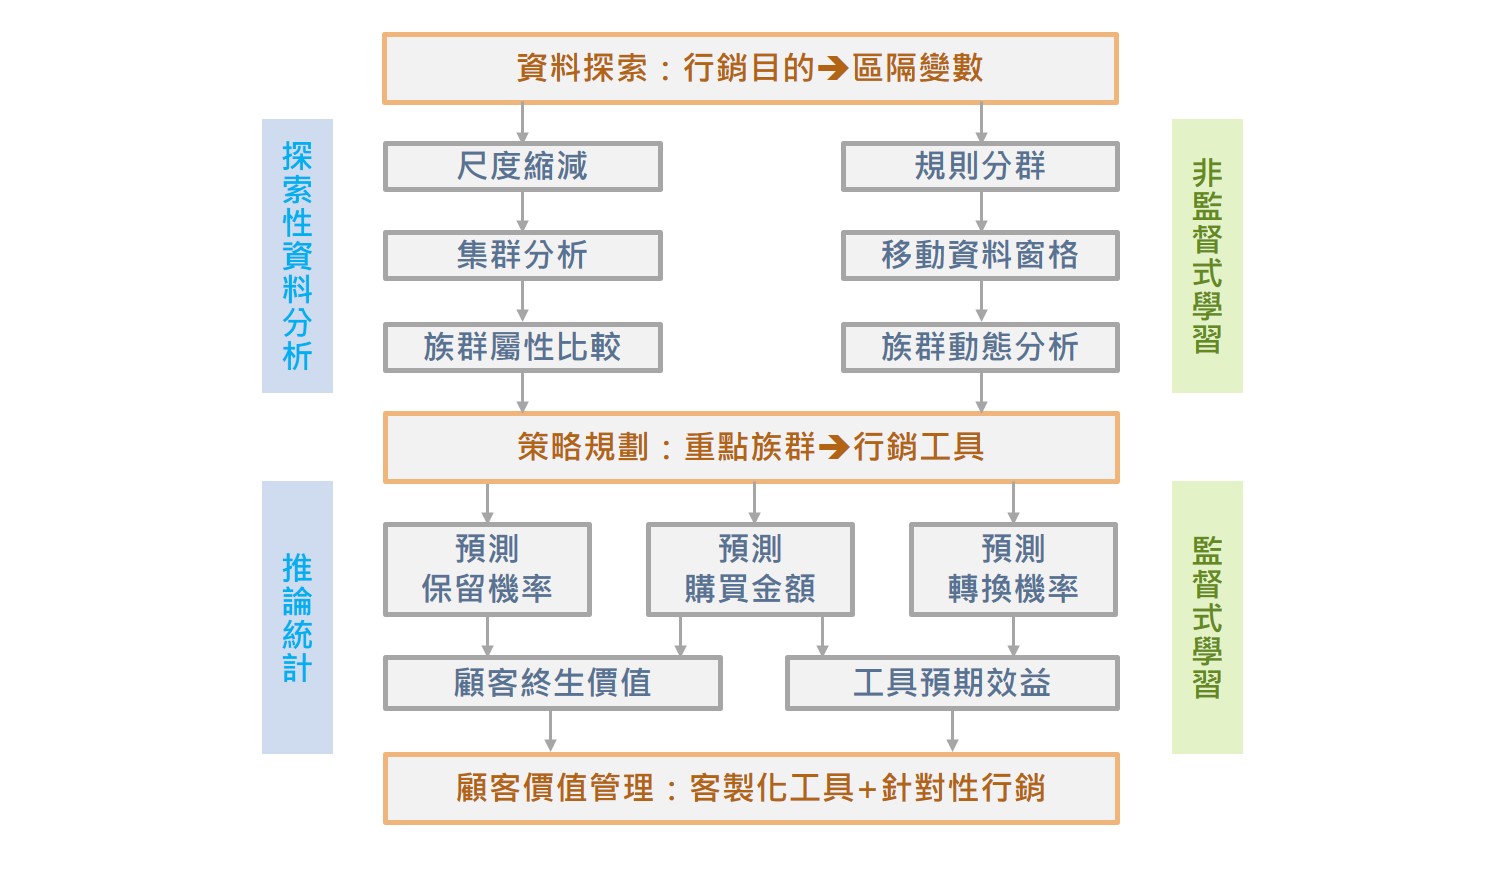 資料探索：行銷目的➔區隔變數
探索性資料分析
尺度縮減
規則分群
非監督式學習
集群分析
移動資料窗格
族群屬性比較
族群動態分析
策略規劃：重點族群➔行銷工具
推論統計
預測
保留機率
預測
購買金額
預測
轉換機率
監督式學習
顧客終生價值
工具預期效益
顧客價值管理：客製化工具+針對性行銷